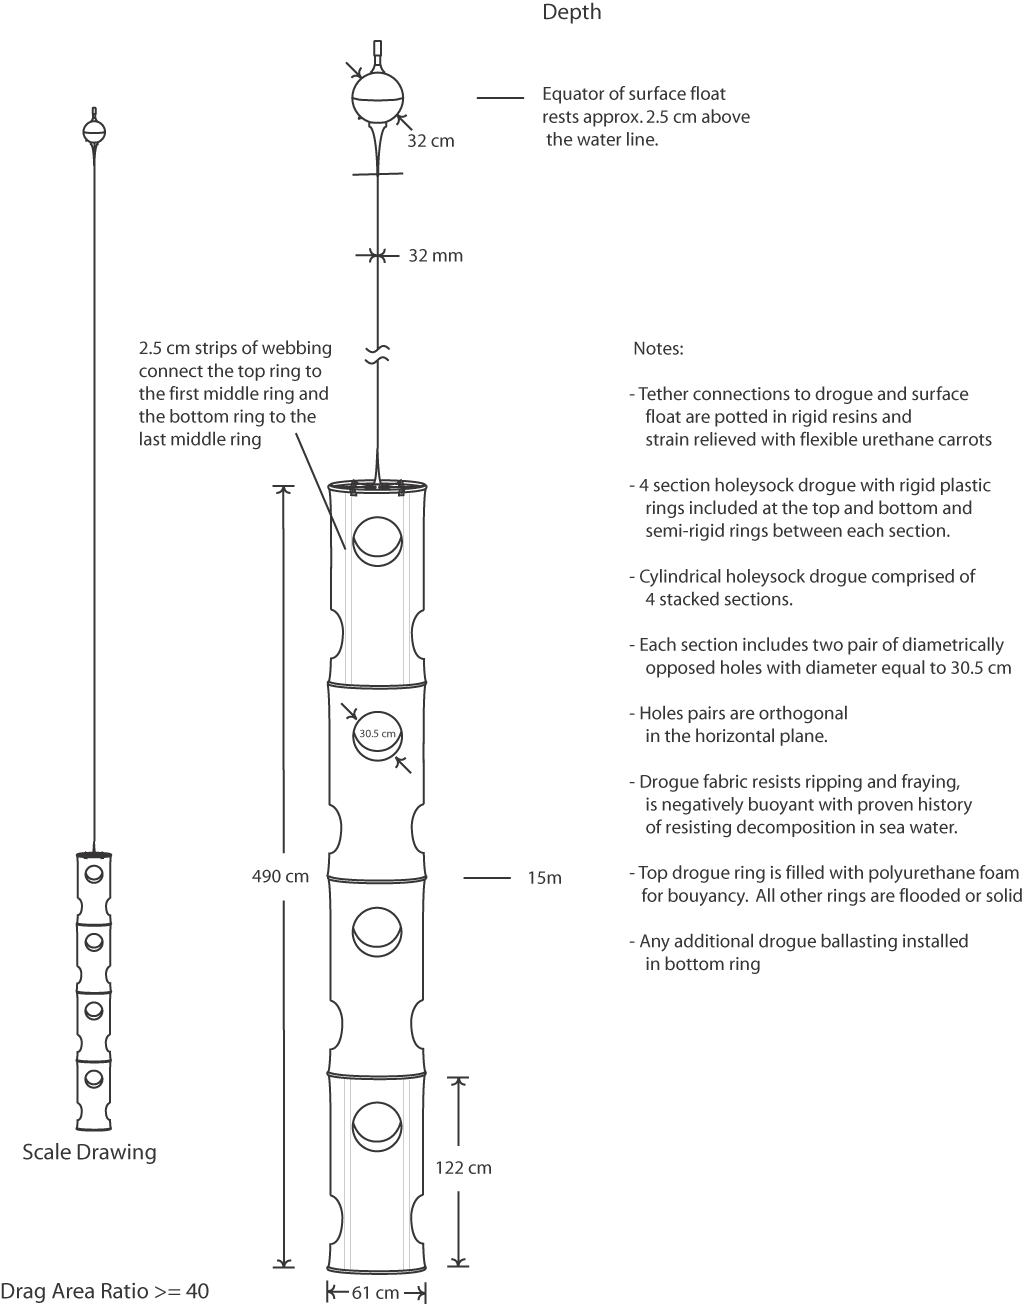 Depth
Equator of surface float
rests approx. 2.5 cm above
the water line.
32 cm
32 mm
2.5 cm strips of webbing
connect the top ring to
the first middle ring and
the bottom ring to the
last middle ring
Notes:
- Tether connections to drogue and surface
float are potted in rigid resins and
strain relieved with flexible urethane carrots
- 4 section holeysock drogue with rigid plastic
rings included at the top and bottom and
semi-rigid rings between each section.
- Cylindrical holeysock drogue comprised of
4 stacked sections.
- Each section includes two pair of diametrically
opposed holes with diameter equal to 30.5 cm
- Holes pairs are orthogonal
in the horizontal plane.
- Drogue fabric resists ripping and fraying,
is negatively buoyant with proven history
of resisting decomposition in sea water.
- Top drogue ring is filled with polyurethane foam
for bouyancy. All other rings are flooded or solid
- Any additional drogue ballasting installed
in bottom ring
30.5 cm
490 cm
15m
122 cm
61 cm
Scale Drawing
Drag Area Ratio >= 40